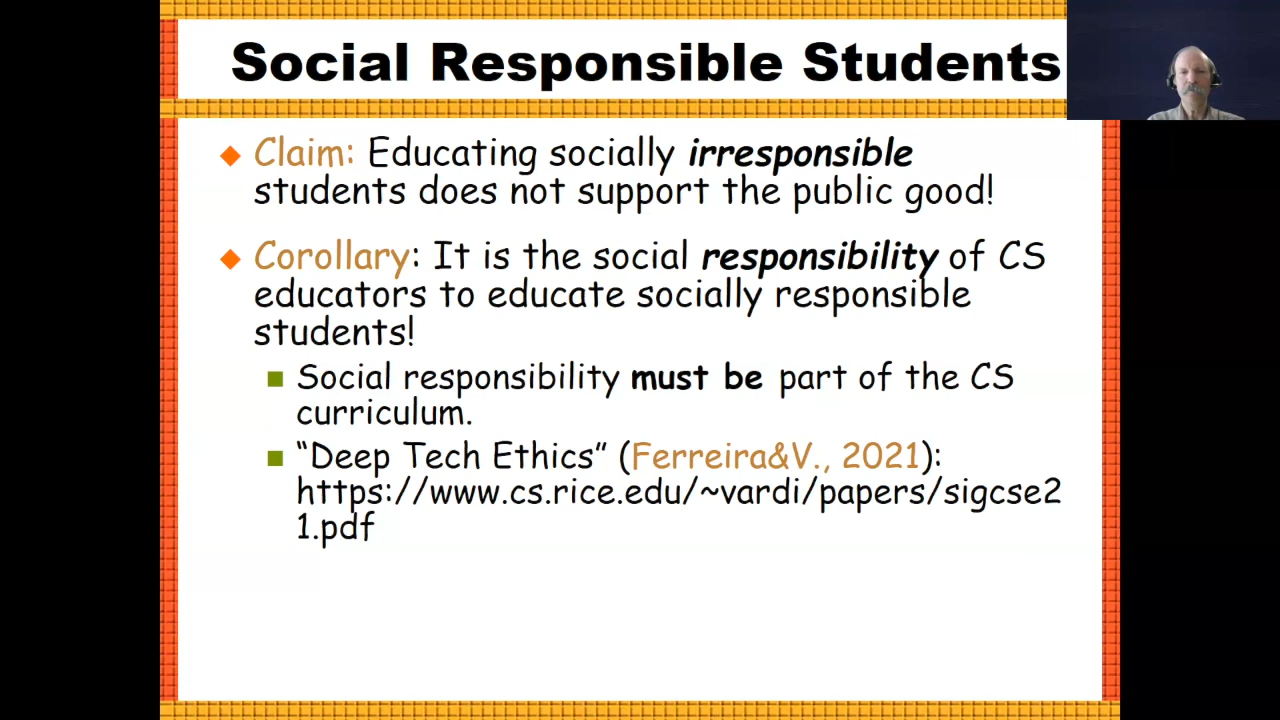 Social Responsible Students
Claim: Educating socially irresponsible
students does not support the public good!
Corollary: It is the social responsibility of CS
educators to educate socially responsible
students!
Social responsibility must be part of the CS
curriculum.
“Deep Tech Ethics” (Ferreira&V., 2021):
https://www.cs.rice.edu/~vardi/papers/sigcse2
1.pdf